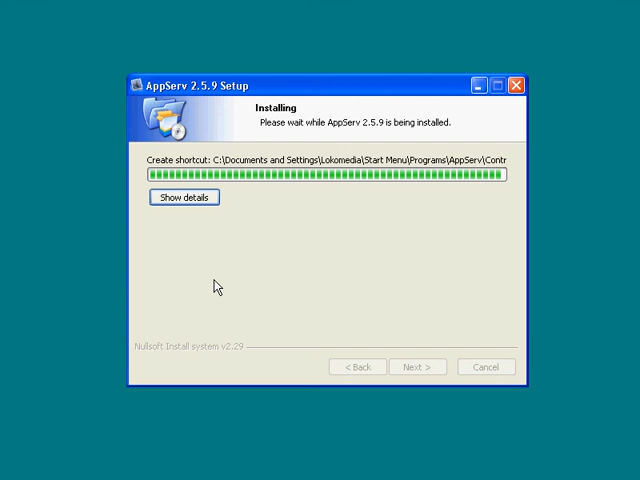 AppServ 2.5.9 Setup
Installing
Please wait while AppServ 2.5.9 is being installed.
Create shortcut: C:\Documents and Settings\Lokomedia\Start Menu\Programs\AppServ\Contr
Show details
Nullsoft Install system v2.29
< Back
Next >
Cancel